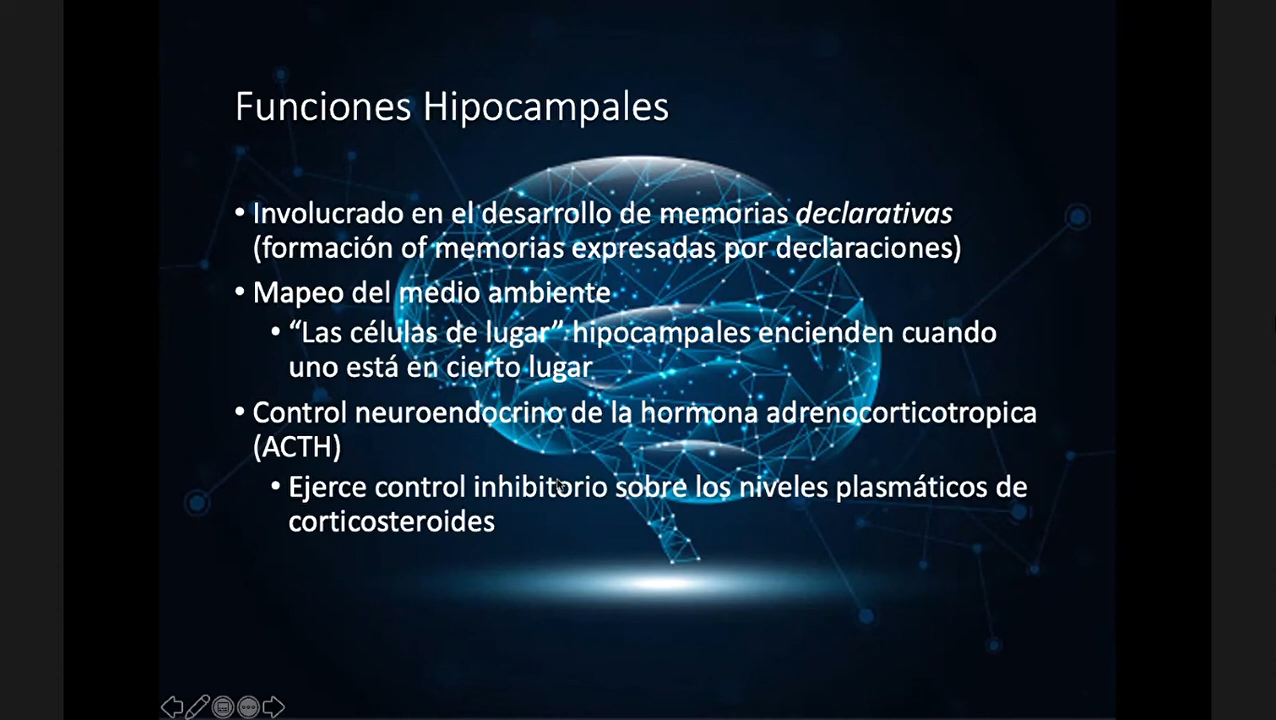 Funciones Hipocampales
• Involucrado en el desarrollo de memorias declarativas
(formación of memorias expresadas por declaraciones)
• Mapeo del medio ambiente
• “Las células de lugar” hipocampales encienden cuando
uno está en cierto lugar
• Control neuroendocrino de la hormona adrenocorticotropica
(ACTH)
• Ejerce control inhibitorio sobre los niveles plasmáticos de
corticosteroides